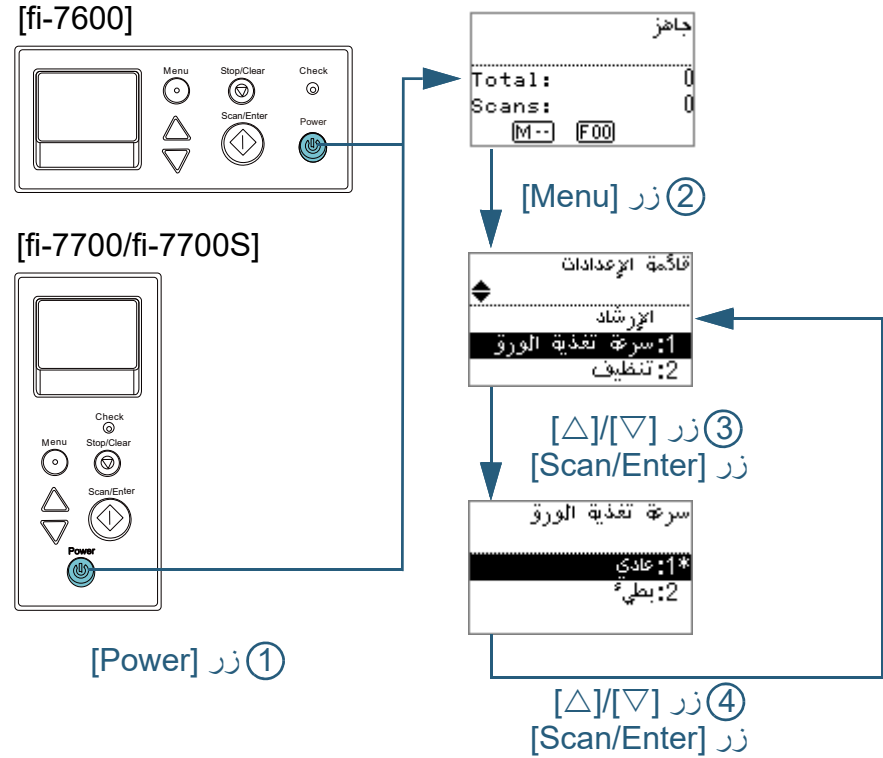 [fi-7600]
Menu
Stop/Clear
Check
Scan/Enter
Power
[fi-7700/fi-7700S]
Check
Menu
Stop/Clear
Scan/Enter
Power
① زر [Power]
جاهز
Total: 0
Scans: 0
M-- F00
② زر [Menu]
قائمة الإعدادات
الإرشاد
1:سرعة تغذية الورق
2:تنظيف
③ زر [▽]/[△]
زر [Scan/Enter]
سرعة تغذية الورق
*1:عادي
2:بطيء
④ زر [▽]/[△]
زر [Scan/Enter]